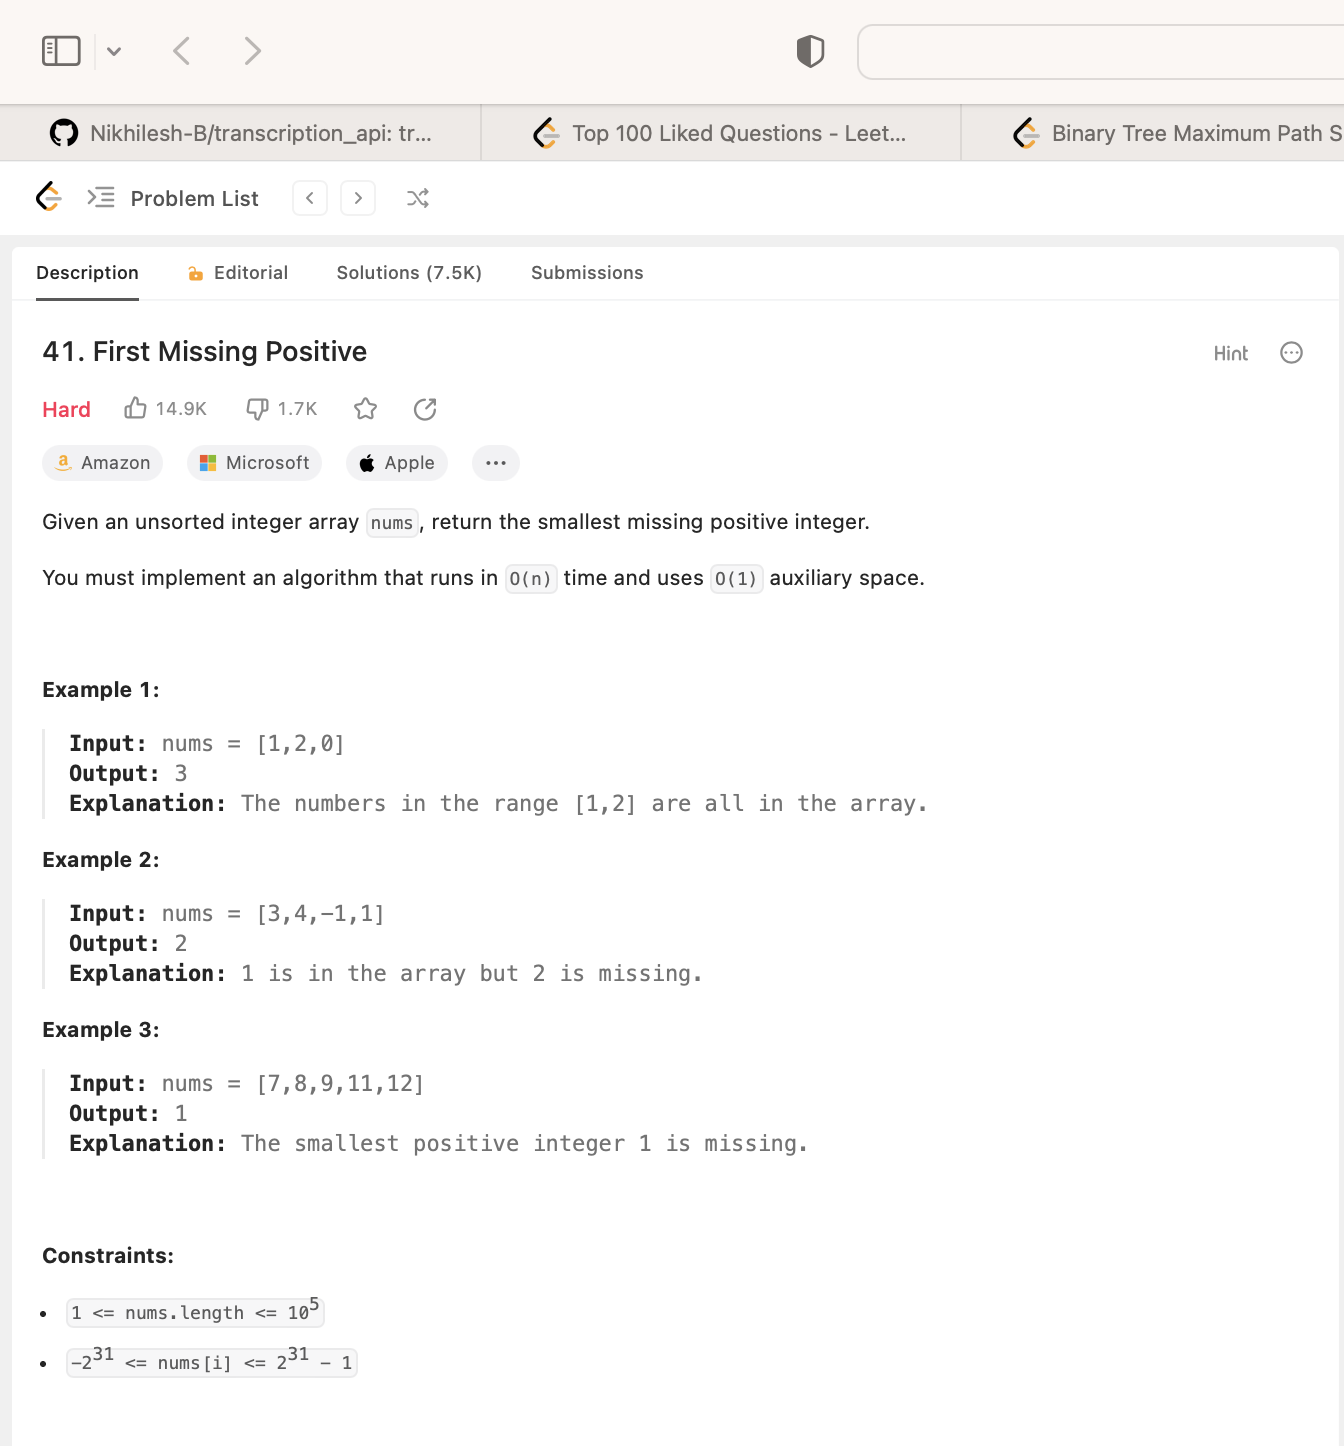 Nikhilesh-B/transcription_api: tr...
Top 100 Liked Questions - Leet...
Binary Tree Maximum Path S
Problem List
Description Editorial Solutions (7.5K) Submissions
41. First Missing Positive
Hint
Hard 14.9K 1.7K
Amazon Microsoft Apple ...
Given an unsorted integer array nums, return the smallest missing positive integer.
You must implement an algorithm that runs in O(n) time and uses O(1) auxiliary space.
Example 1:
Input: nums = [1,2,0]
Output: 3
Explanation: The numbers in the range [1,2] are all in the array.
Example 2:
Input: nums = [3,4,-1,1]
Output: 2
Explanation: 1 is in the array but 2 is missing.
Example 3:
Input: nums = [7,8,9,11,12]
Output: 1
Explanation: The smallest positive integer 1 is missing.
Constraints:
• 1 <= nums.length <= 10⁵
• -2³¹ <= nums[i] <= 2³¹ - 1